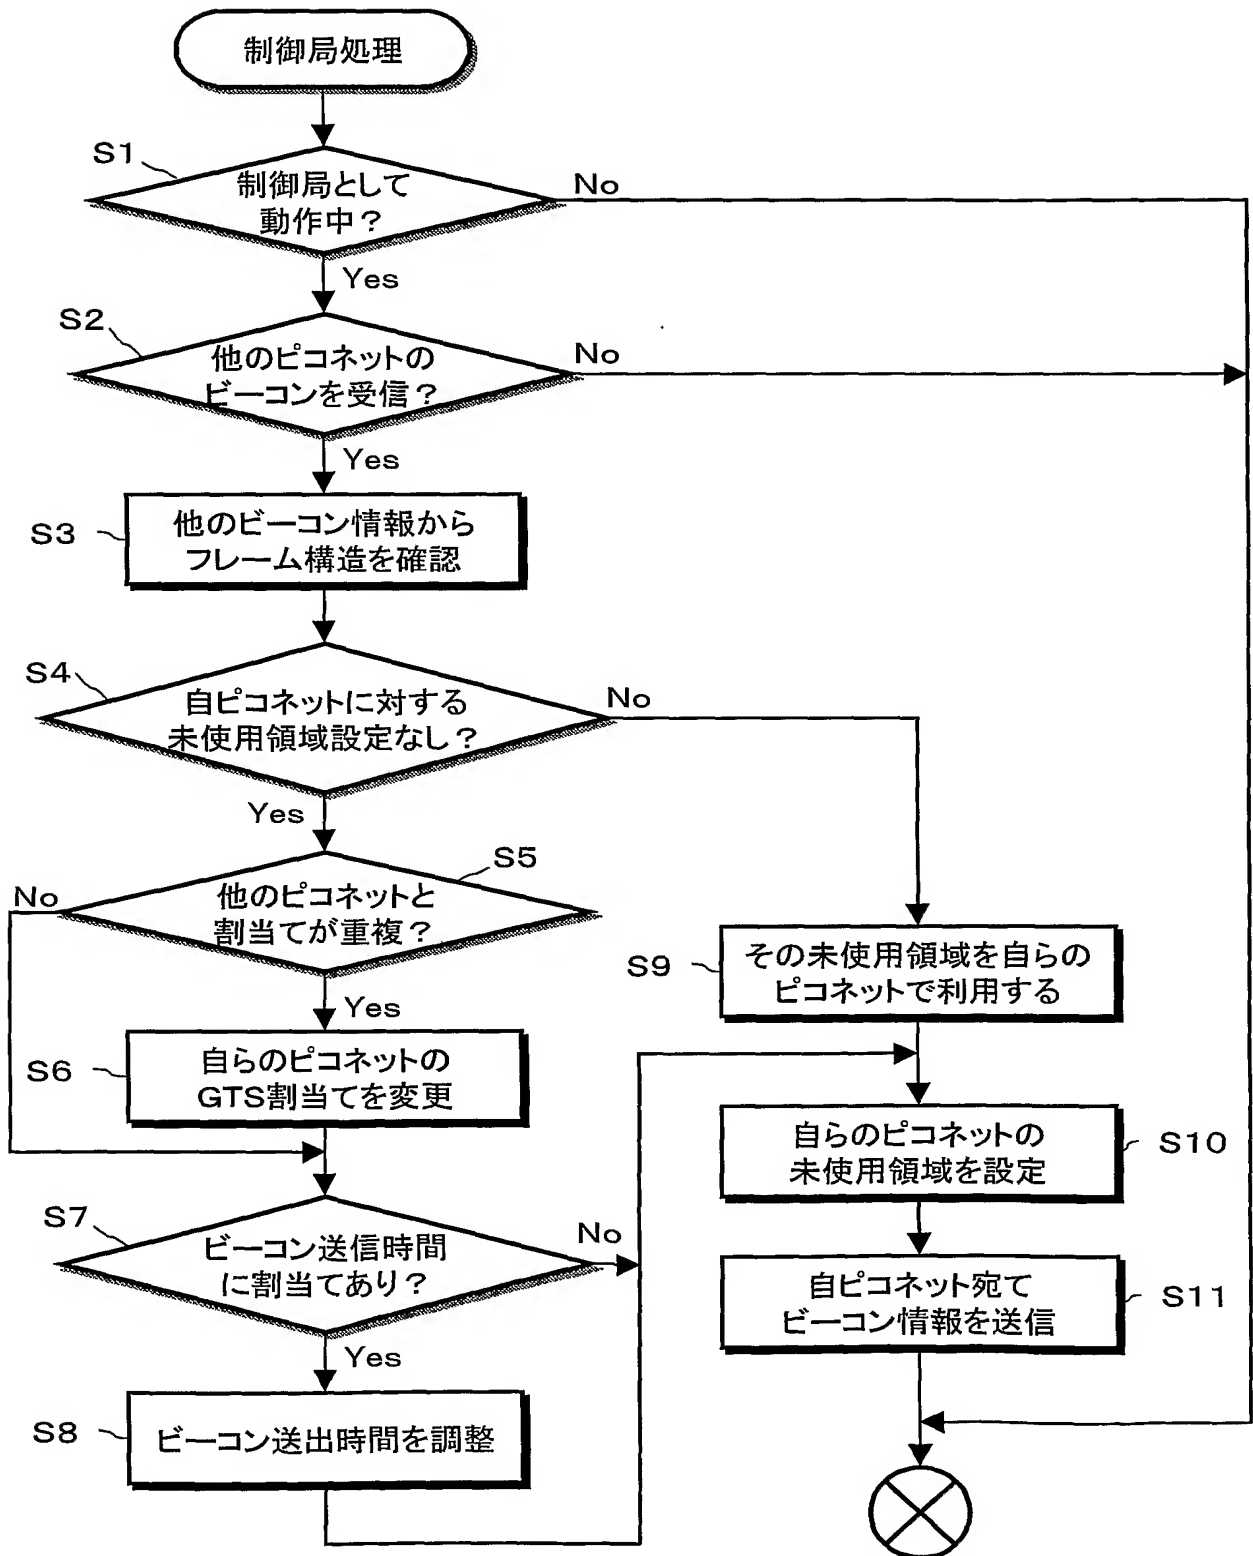 制御局処理
S1
制御局として
動作中？
No
Yes
S2
他のピコネットの
ビーコンを受信？
No
Yes
S3
他のビーコン情報から
フレーム構造を確認
S4
自ピコネットに対する
未使用領域設定なし？
No
Yes
S5
他のピコネットと
割当てが重複？
No
Yes
S6
自らのピコネットの
GTS割当てを変更
S7
ビーコン送信時間
に割当てあり？
No
Yes
S8
ビーコン送出時間を調整
S9
その未使用領域を自らの
ピコネットで利用する
自らのピコネットの
未使用領域を設定
S10
自ピコネット宛て
ビーコン情報を送信
S11